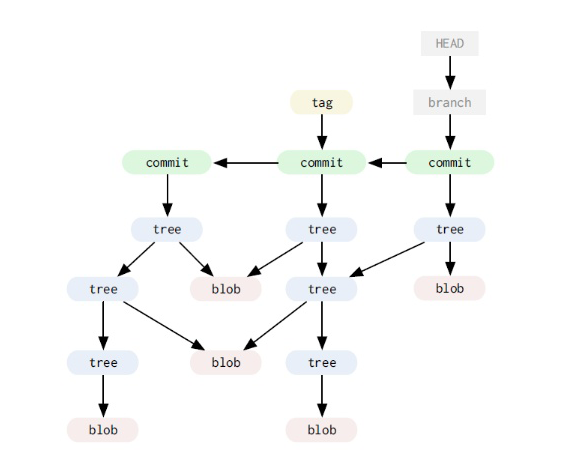 HEAD
tag
branch
commit commit commit
tree tree tree
tree blob tree blob
tree blob tree
blob blob